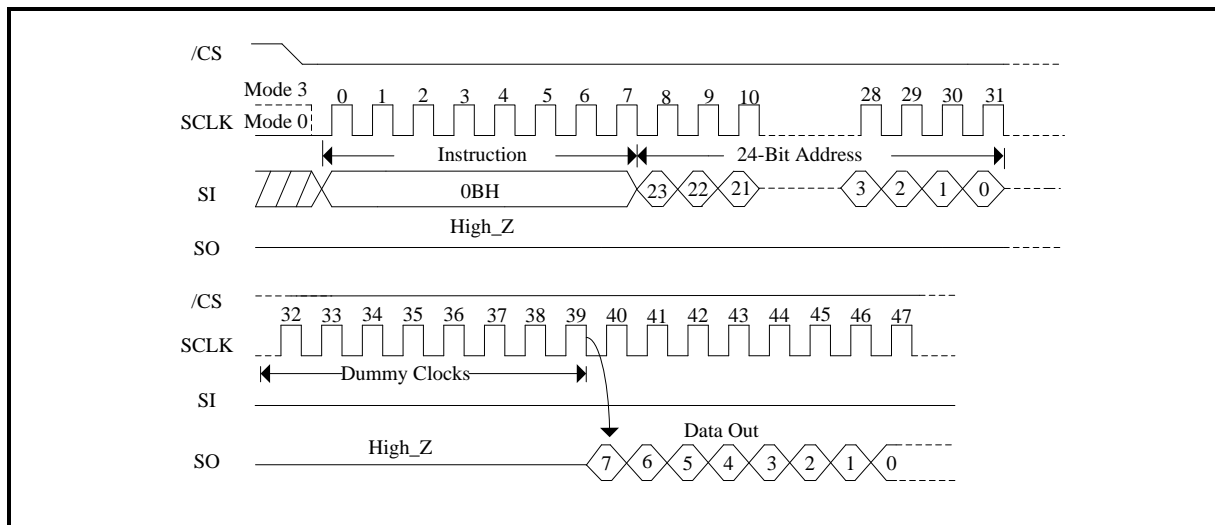 /CS
Mode 3
0 1 2 3 4 5 6 7 8 9 10 28 29 30 31
SCLK Mode 0
Instruction 24-Bit Address
SI 0BH 23 22 21 3 2 1 0
High_Z
SO
/CS
32 33 34 35 36 37 38 39 40 41 42 43 44 45 46 47
SCLK
Dummy Clocks
SI
High_Z Data Out
SO 7 6 5 4 3 2 1 0